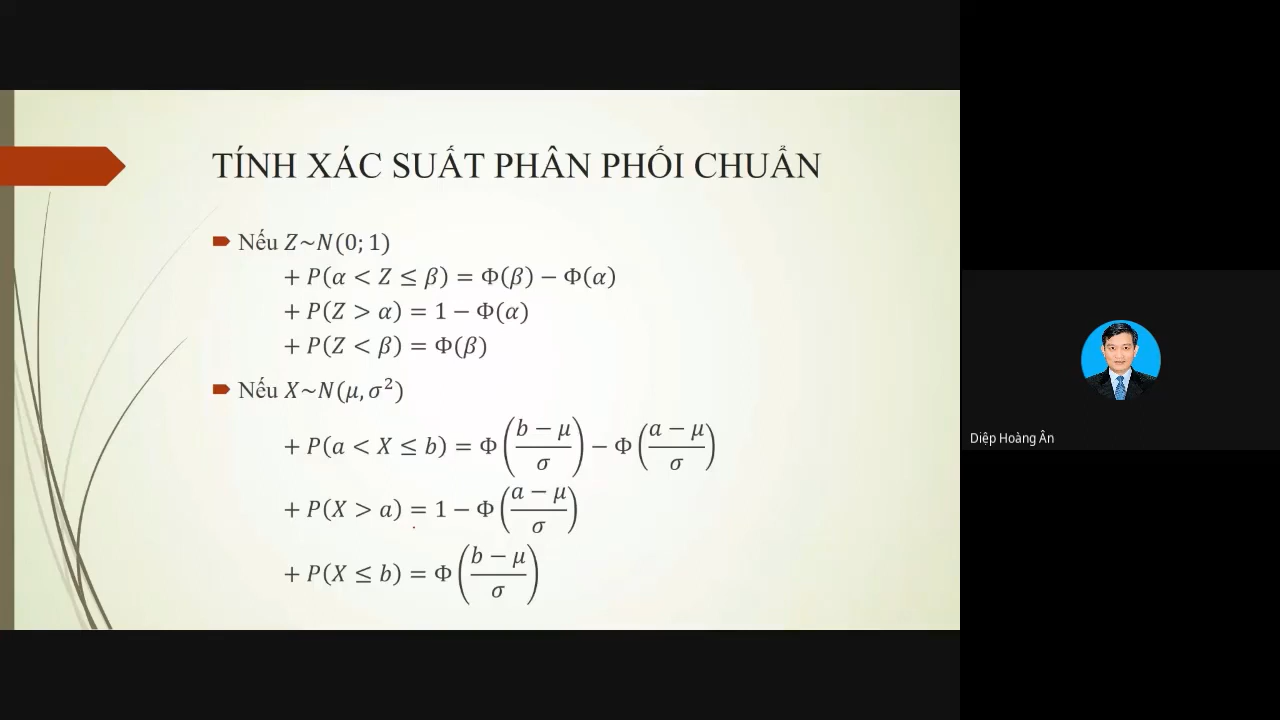 TÍNH XÁC SUẤT PHÂN PHỐI CHUẨN
Nếu Z~N(0; 1)
+ P(α < Z ≤ β) = Φ(β) − Φ(α)
+ P(Z > α) = 1 − Φ(α)
+ P(Z < β) = Φ(β)
Nếu X~N(μ, σ²)
+ P(a < X ≤ b) = Φ((b − μ)/σ) − Φ((a − μ)/σ)
+ P(X > a) = 1 − Φ((a − μ)/σ)
+ P(X ≤ b) = Φ((b − μ)/σ)
Diệp Hoàng Ân